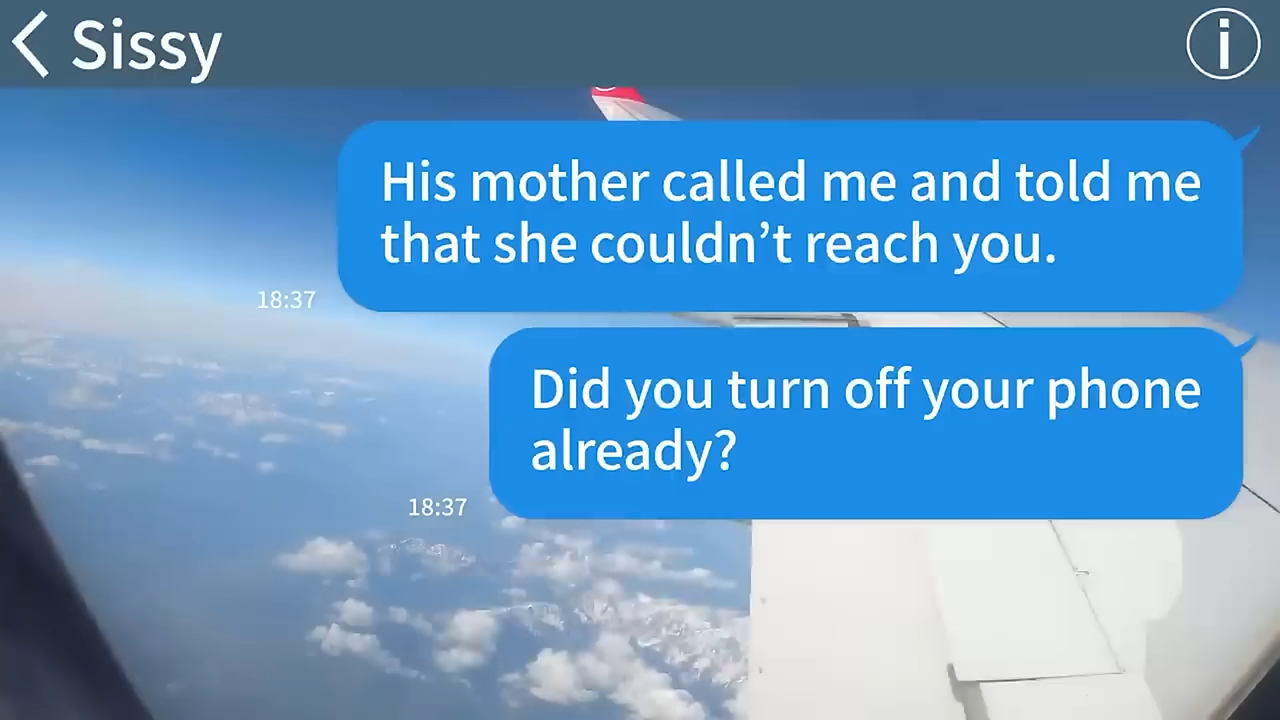 Sissy
His mother called me and told me
that she couldn’t reach you.
18:37
Did you turn off your phone
already?
18:37